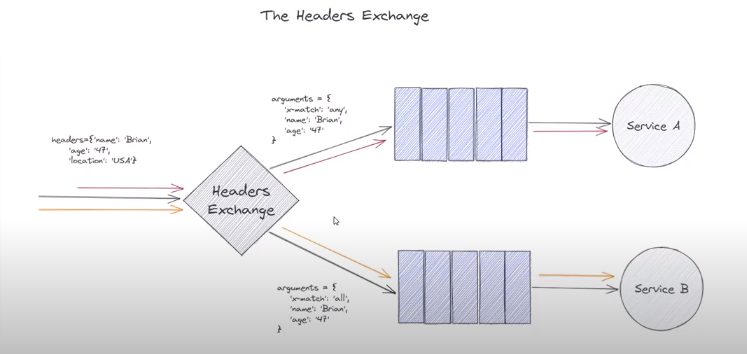 The Headers Exchange
arguments = {
'x-match': 'any',
'name': 'Brian',
'age': '47'
}
headers={'name': 'Brian',
'age': '47',
'location': 'USA'}
Headers
Exchange
Service A
arguments = {
'x-match': 'all',
'name': 'Brian',
'age': '47'
}
Service B